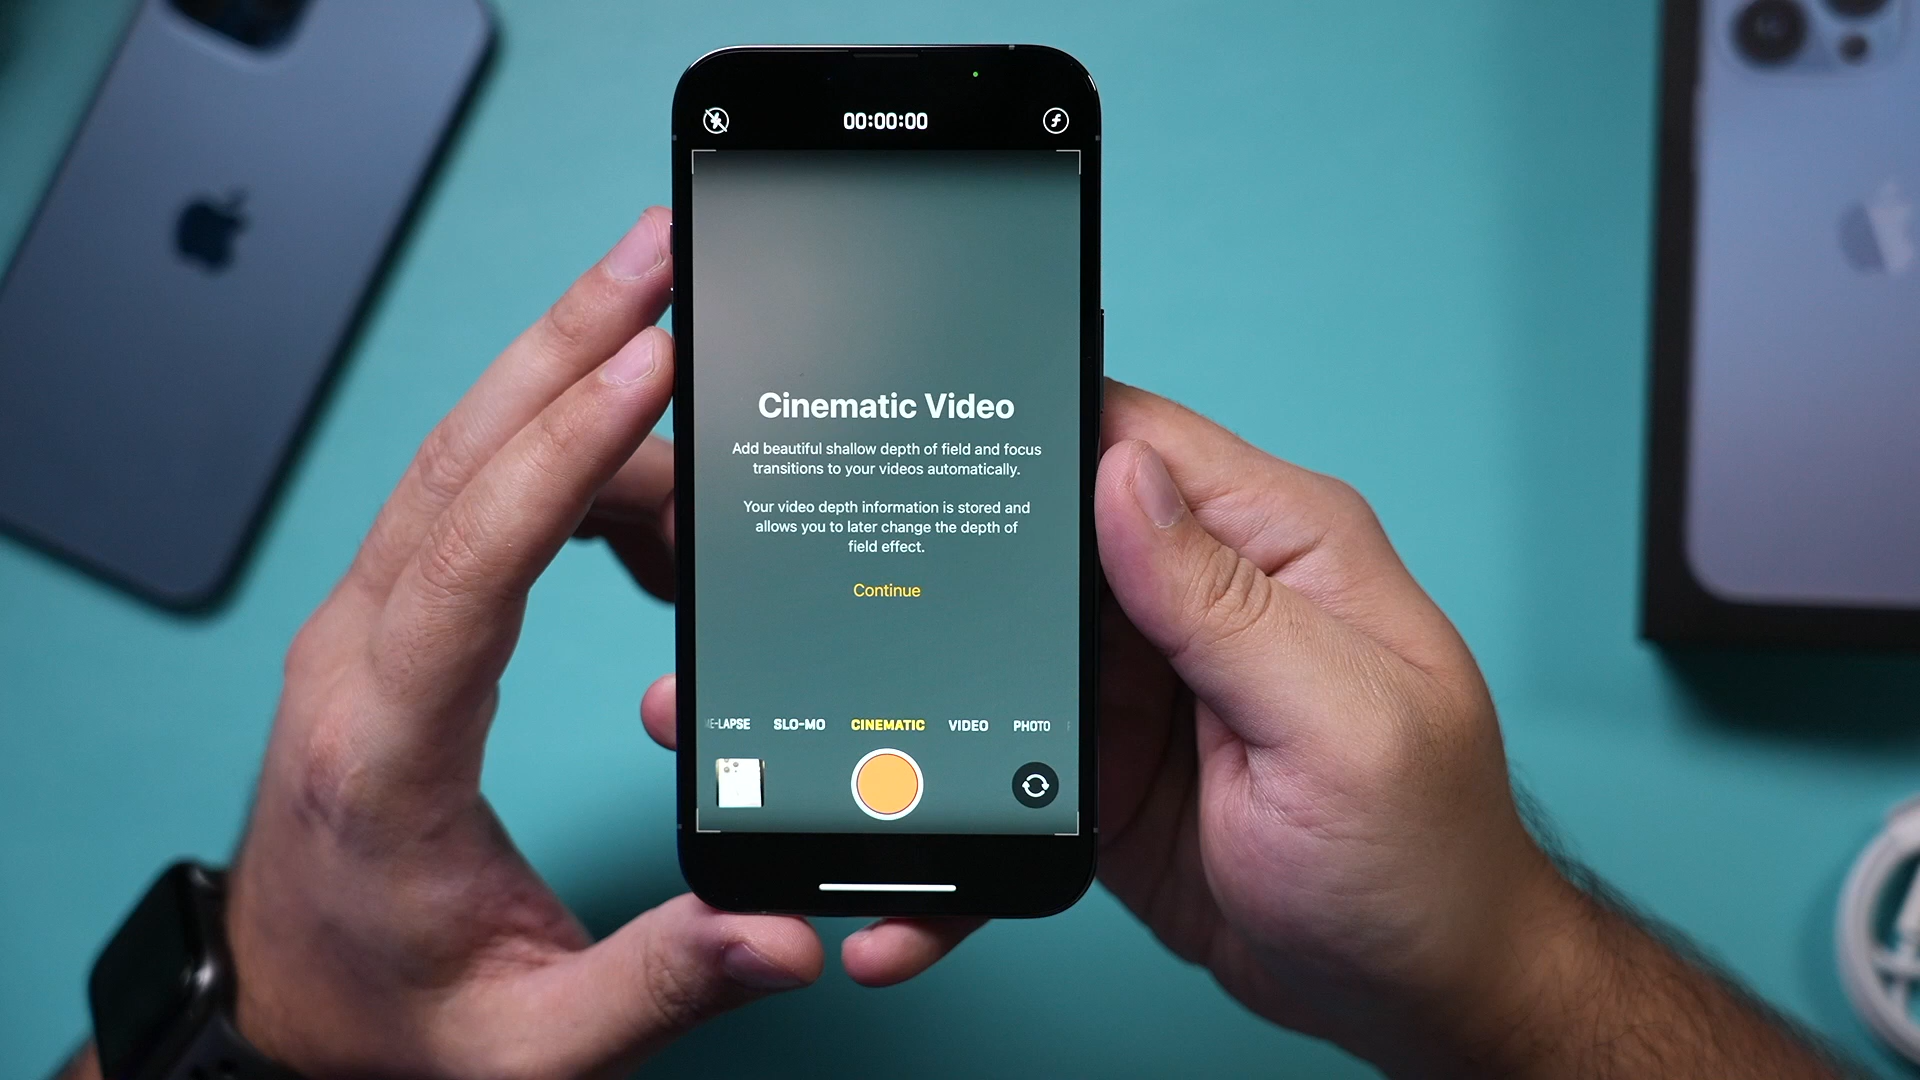 00:00:00
Cinematic Video
Add beautiful shallow depth of field and focus
transitions to your videos automatically.
Your video depth information is stored and
allows you to later change the depth of
field effect.
Continue
E-LAPSE SLO-MO CINEMATIC VIDEO PHOTO